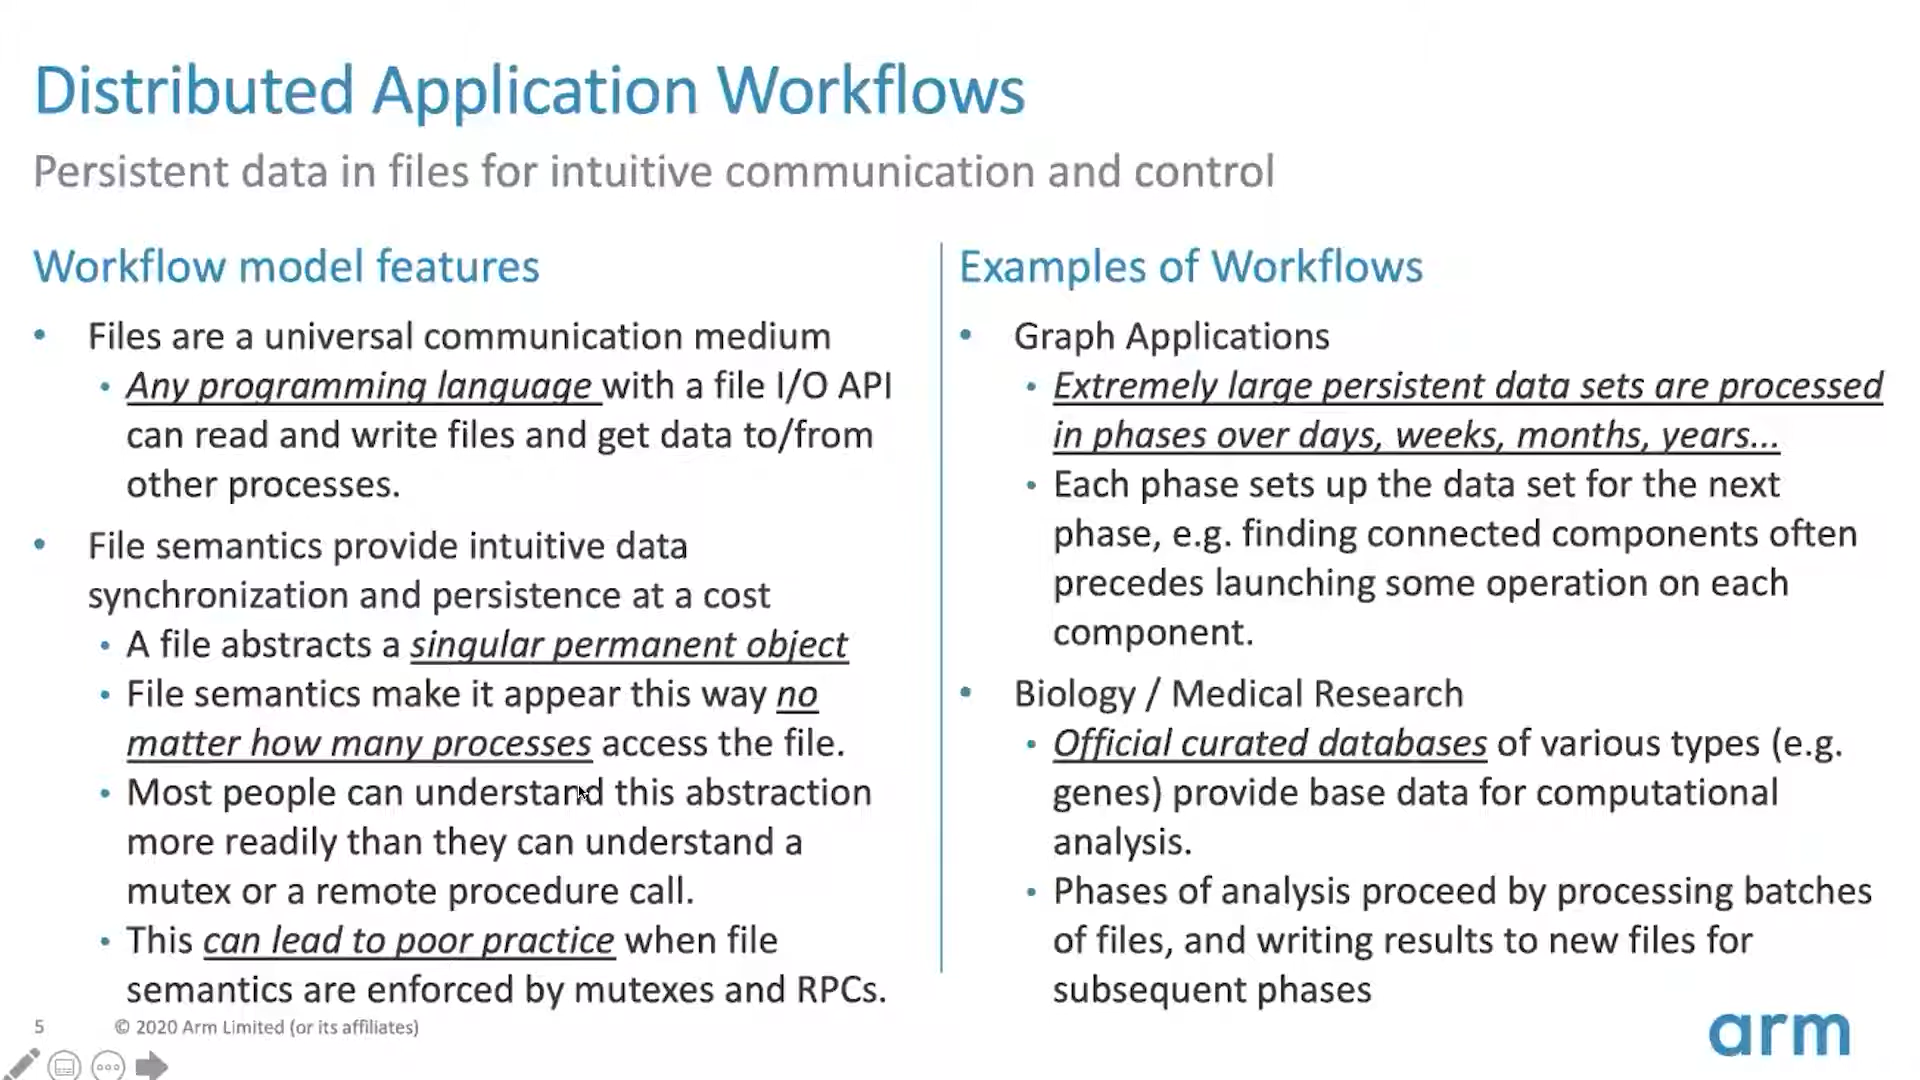 Distributed Application Workflows
Persistent data in files for intuitive communication and control
Workflow model features
• Files are a universal communication medium
• Any programming language with a file I/O API
can read and write files and get data to/from
other processes.
• File semantics provide intuitive data
synchronization and persistence at a cost
• A file abstracts a singular permanent object
• File semantics make it appear this way no
matter how many processes access the file.
• Most people can understand this abstraction
more readily than they can understand a
mutex or a remote procedure call.
• This can lead to poor practice when file
semantics are enforced by mutexes and RPCs.
Examples of Workflows
• Graph Applications
• Extremely large persistent data sets are processed
in phases over days, weeks, months, years...
• Each phase sets up the data set for the next
phase, e.g. finding connected components often
precedes launching some operation on each
component.
• Biology / Medical Research
• Official curated databases of various types (e.g.
genes) provide base data for computational
analysis.
• Phases of analysis proceed by processing batches
of files, and writing results to new files for
subsequent phases
5 © 2020 Arm Limited (or its affiliates)
arm